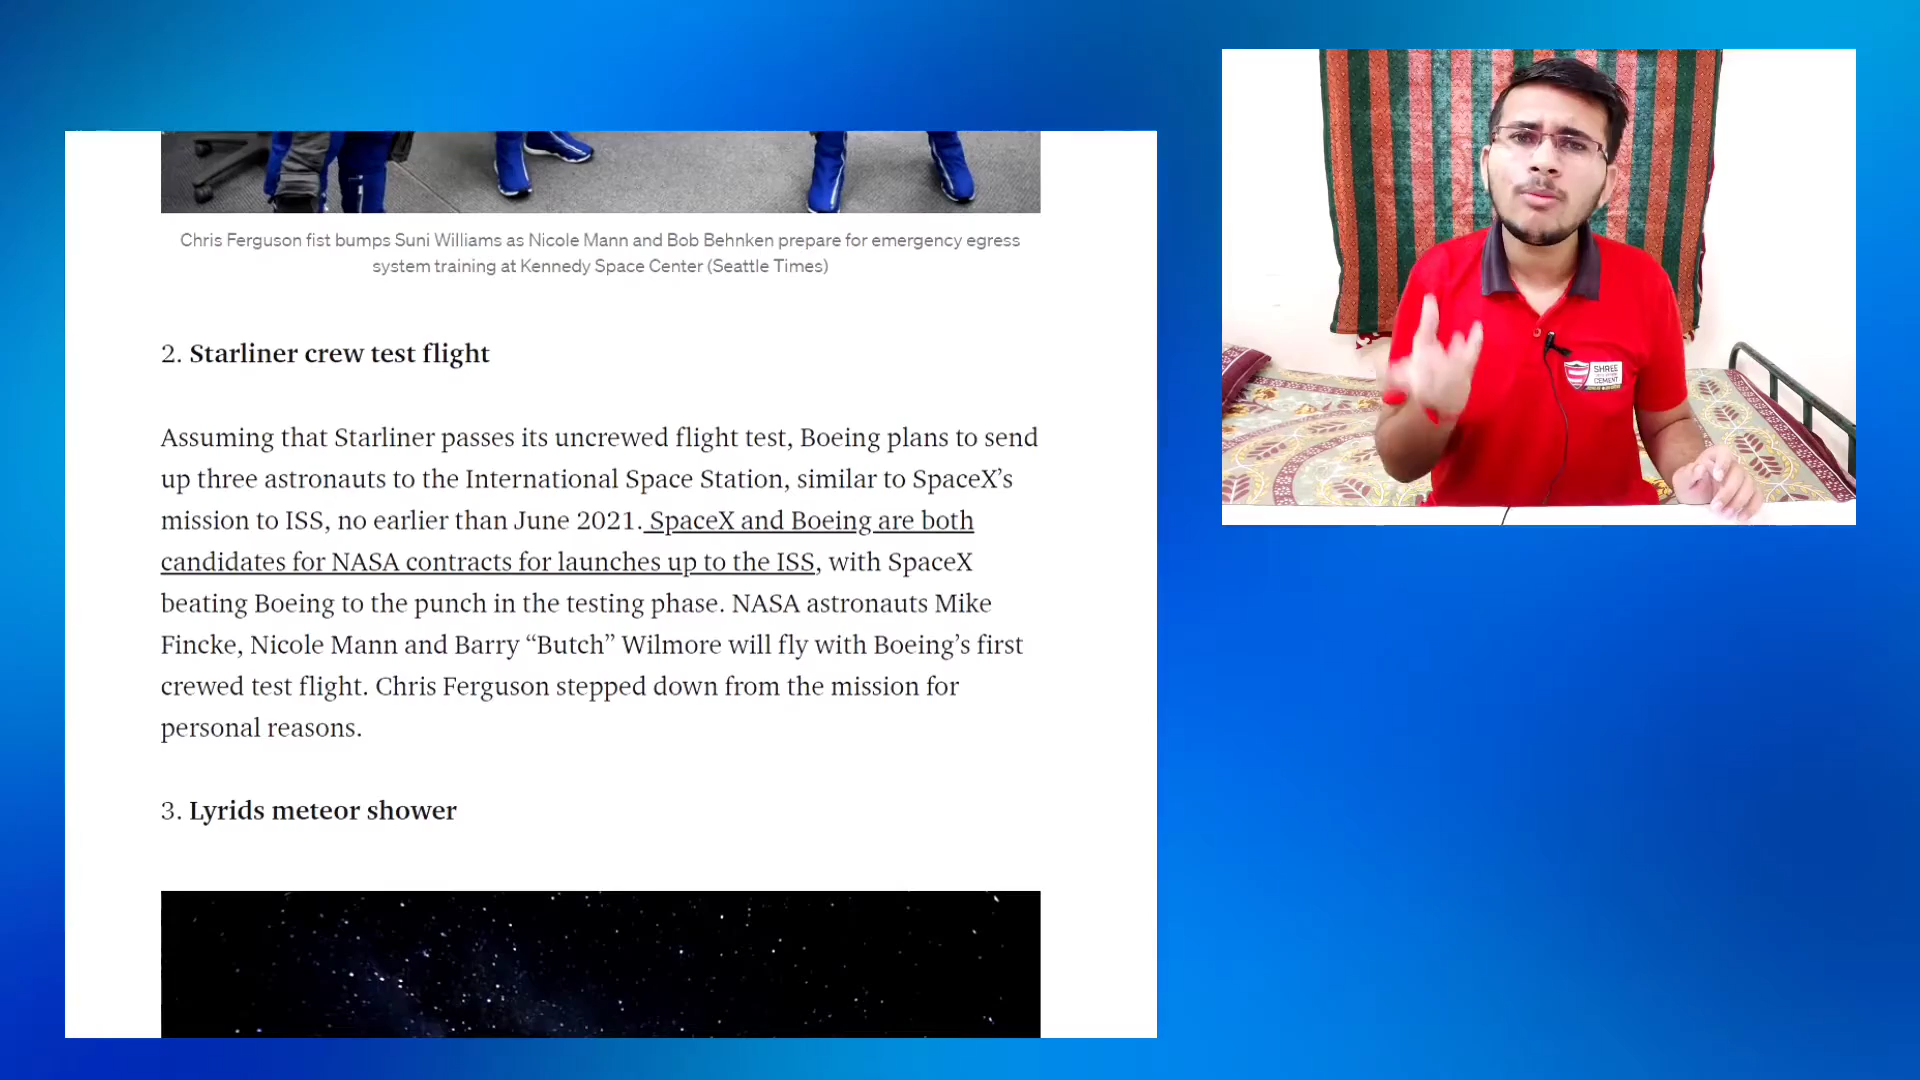 Chris Ferguson fist bumps Suni Williams as Nicole Mann and Bob Behnken prepare for emergency egress
system training at Kennedy Space Center (Seattle Times)
2. Starliner crew test flight
Assuming that Starliner passes its uncrewed flight test, Boeing plans to send
up three astronauts to the International Space Station, similar to SpaceX’s
mission to ISS, no earlier than June 2021. SpaceX and Boeing are both
candidates for NASA contracts for launches up to the ISS, with SpaceX
beating Boeing to the punch in the testing phase. NASA astronauts Mike
Fincke, Nicole Mann and Barry “Butch” Wilmore will fly with Boeing’s first
crewed test flight. Chris Ferguson stepped down from the mission for
personal reasons.
3. Lyrids meteor shower
SHREE
CEMENT